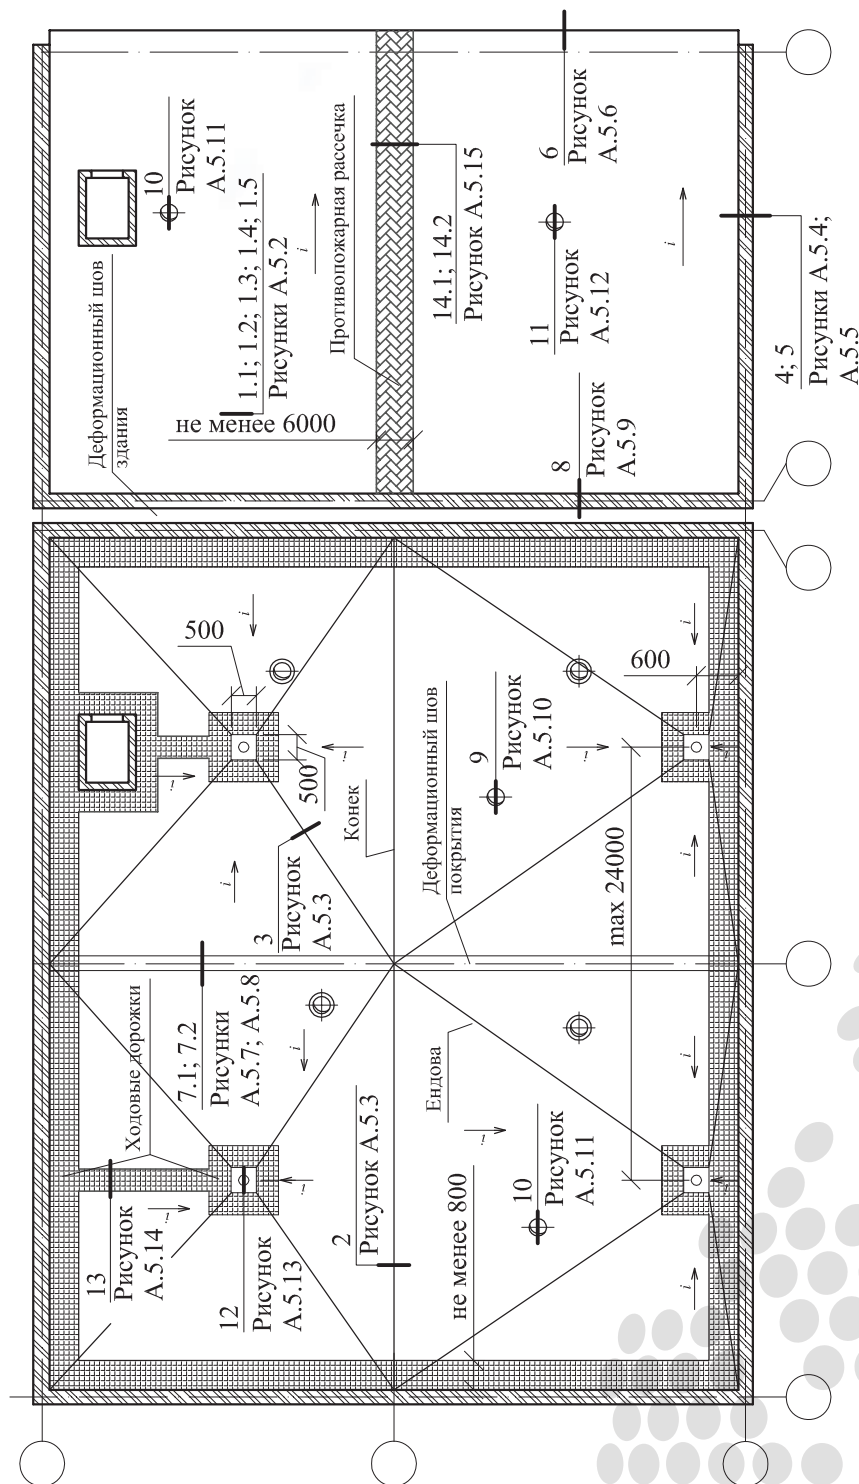 10
Рисунок
А.5.11
1.1; 1.2; 1.3; 1.4; 1.5
Рисунки А.5.2
i
Противопожарная рассечка
14.1; 14.2
Рисунок А.5.15
6
Рисунок
А.5.6
11
Рисунок
А.5.12
i
4; 5
Рисунки А.5.4;
А.5.5
8
Рисунок
А.5.9
Деформационный шов
здания
не менее 6000
500
i
500
i
i
i
600
i
i
max 24000
9
Рисунок
А.5.10
Деформационный шов
покрытия
Конек
3
Рисунок
А.5.3
i
i
7.1; 7.2
Рисунки
А.5.7; А.5.8
i
Ходовые дорожки
13
Рисунок
А.5.14
i
12
Рисунок
А.5.13
i
2
Рисунок А.5.3
Ендова
i
10
Рисунок
А.5.11
не менее 800
i
i
i